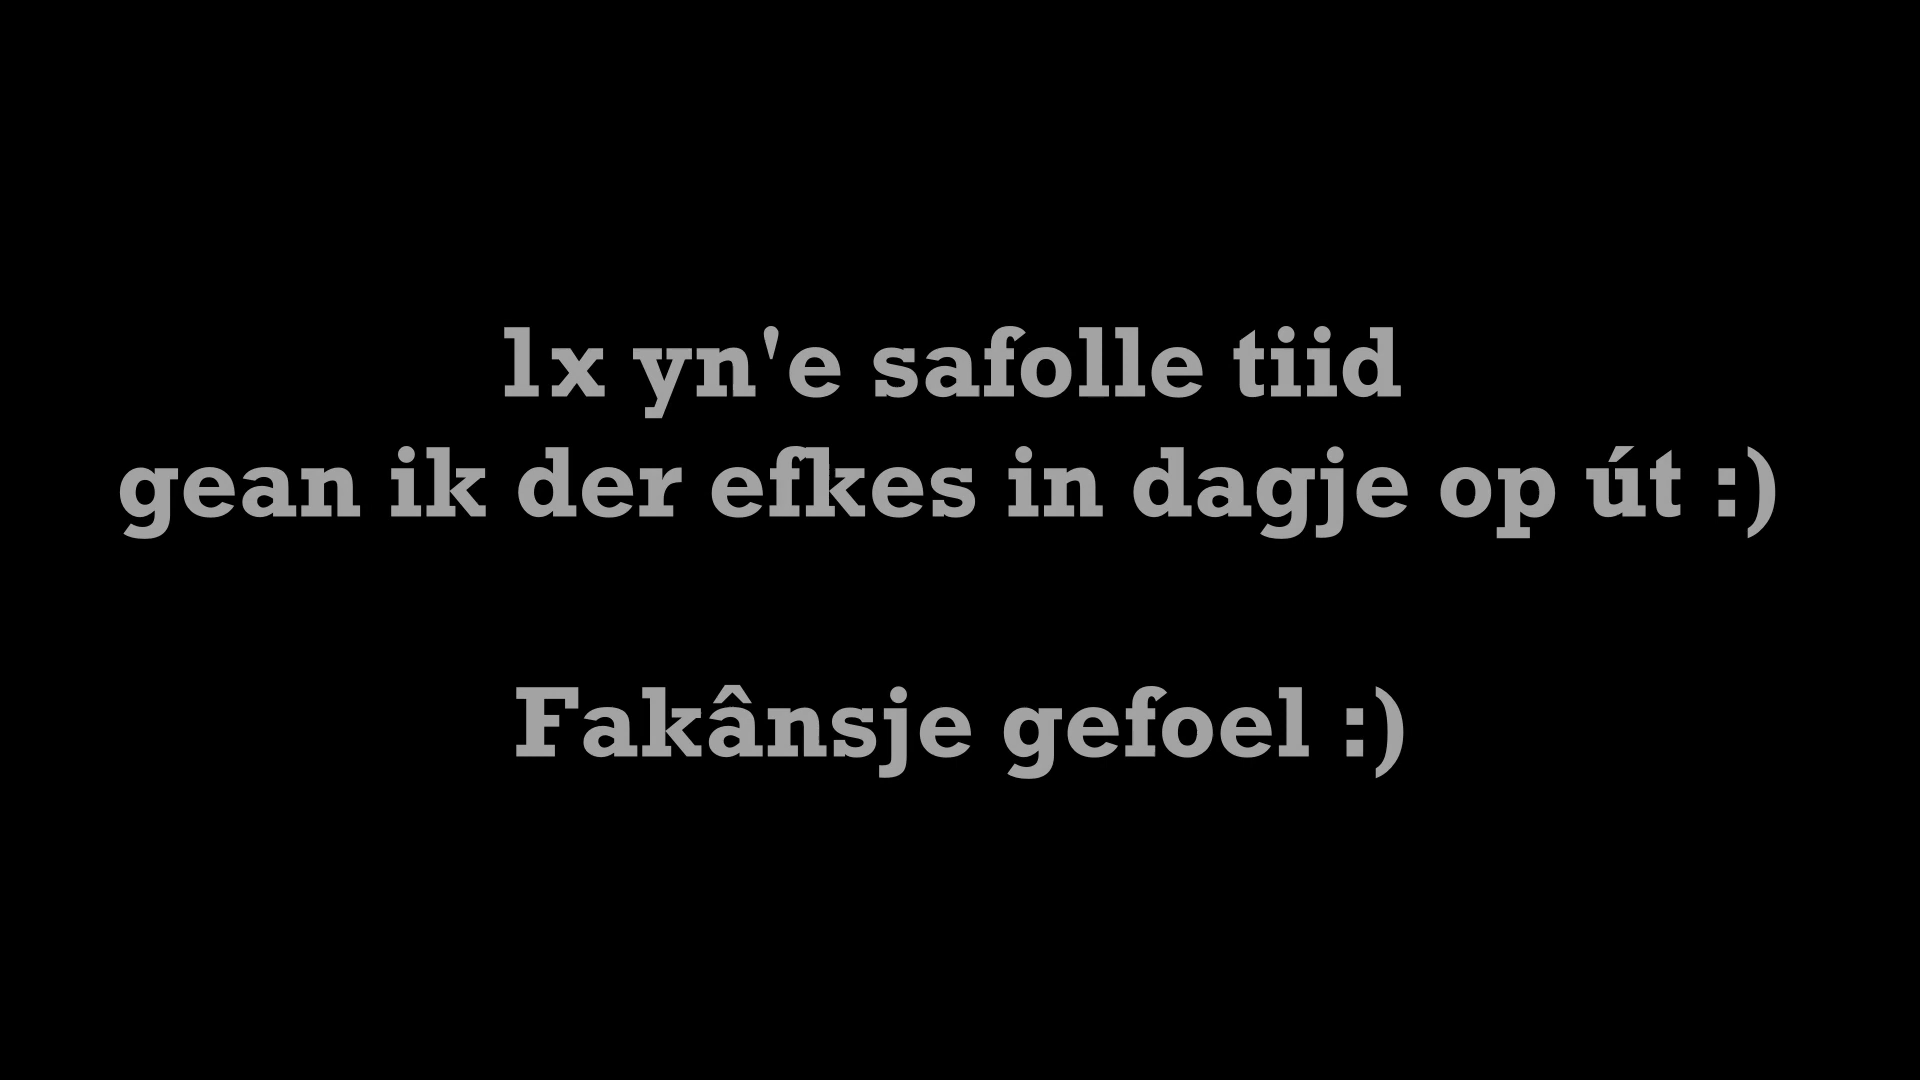 1x yn'e safolle tiid
gean ik der efkes in dagje op út :)
Fakânsje gefoel :)